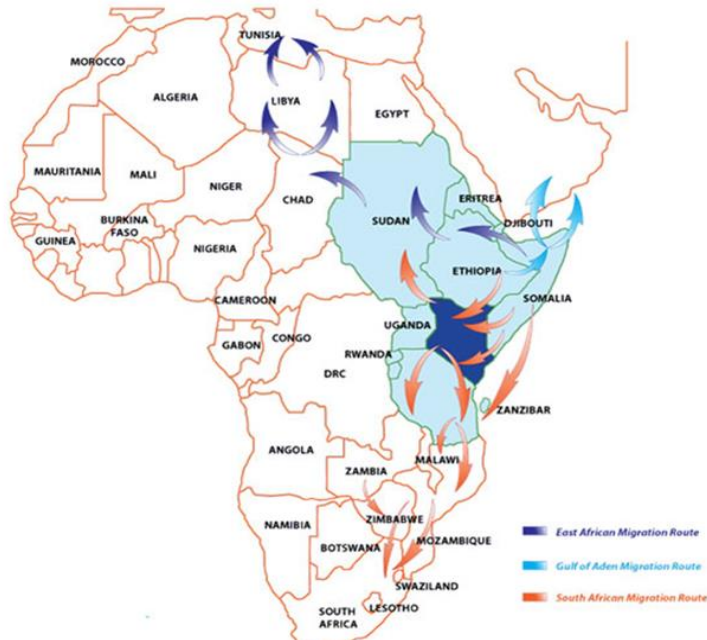 TUNISIA
MOROCCO
ALGERIA
LIBYA
EGYPT
MAURITANIA
MALI
NIGER
CHAD
SUDAN
ERITREA
DJIBOUTI
BURKINA
FASO
GUINEA
NIGERIA
ETHIOPIA
SOMALIA
CAMEROON
UGANDA
GABON
CONGO
RWANDA
DRC
ZANZIBAR
ANGOLA
MALAWI
ZAMBIA
NAMIBIA
ZIMBABWE
BOTSWANA
MOZAMBIQUE
SWAZILAND
LESOTHO
SOUTH
AFRICA
East African Migration Route
Gulf of Aden Migration Route
South African Migration Route